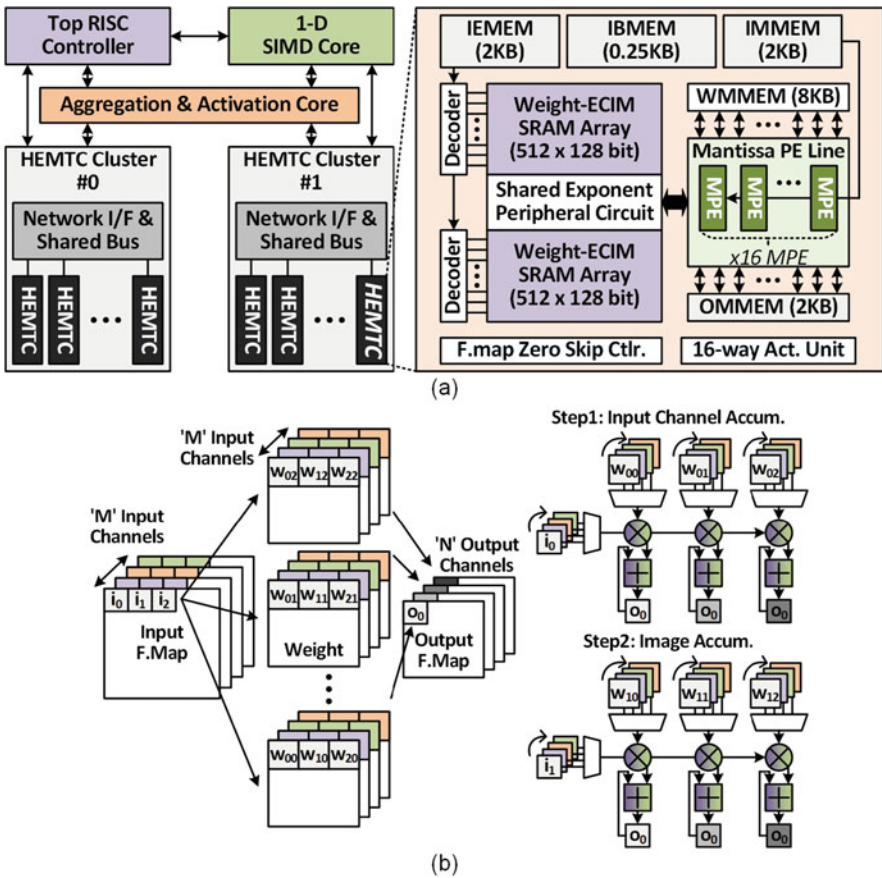 Top RISC
Controller
1-D
SIMD Core
Aggregation & Activation Core
HEMTC Cluster
#0
Network I/F &
Shared Bus
HEMTC
HEMTC
HEMTC
HEMTC Cluster
#1
Network I/F &
Shared Bus
HEMTC
HEMTC
HEMTC
IEMEM
(2KB)
IBMEM
(0.25KB)
IMMEM
(2KB)
Decoder
Weight-ECIM
SRAM Array
(512 x 128 bit)
Shared Exponent
Peripheral Circuit
Decoder
Weight-ECIM
SRAM Array
(512 x 128 bit)
WMMEM (8KB)
Mantissa PE Line
MPE
MPE
MPE
x16 MPE
OMMEM (2KB)
F.map Zero Skip Ctlr.
16-way Act. Unit
(a)
'M' Input
Channels
i0 i1 i2
Input
F.Map
'M' Input
Channels
W02 W12 W22
W01 W11 W21
Weight
W00 W10 W20
'N' Output
Channels
O0
Output
F.Map
Step1: Input Channel Accum.
W00 W01 W02
i0
O0 O0 O0
Step2: Image Accum.
W10 W11 W12
i1
O0 O0 O0
(b)